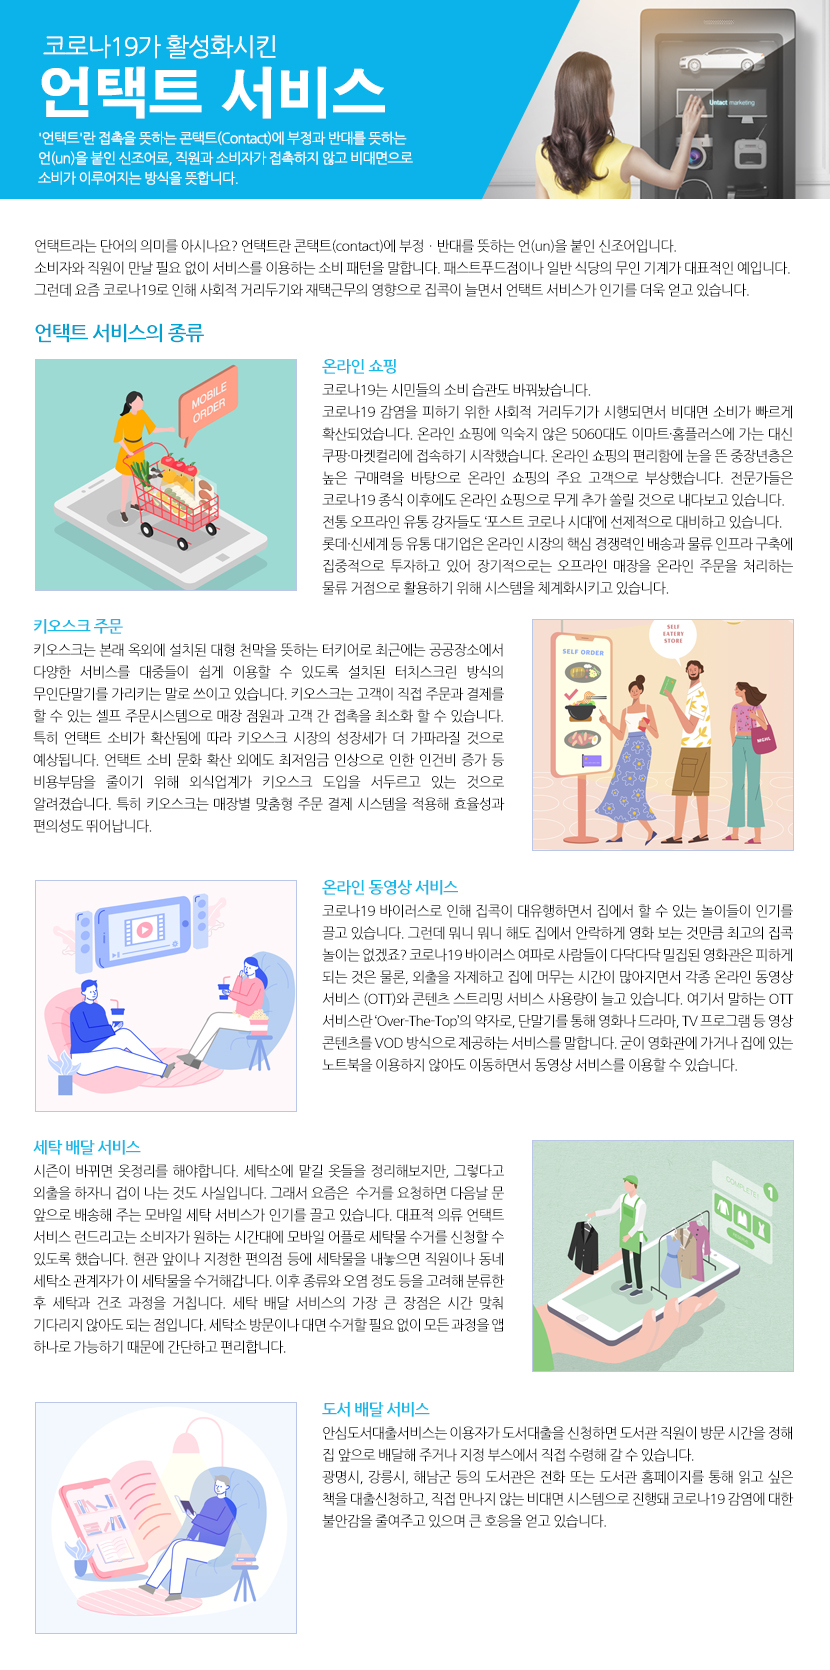 코로나19가 활성화시킨
언택트 서비스
'언택트'란 접촉을 뜻하는 콘택트(Contact)에 부정과 반대를 뜻하는
언(un)을 붙인 신조어로, 직원과 소비자가 접촉하지 않고 비대면으로
소비가 이루어지는 방식을 뜻합니다.
Untact marketing
언택트라는 단어의 의미를 아시나요? 언택트란 콘택트(contact)에 부정 · 반대를 뜻하는 언(un)을 붙인 신조어입니다.
소비자와 직원이 만날 필요 없이 서비스를 이용하는 소비 패턴을 말합니다. 패스트푸드점이나 일반 식당의 무인 기계가 대표적인 예입니다.
그런데 요즘 코로나19로 인해 사회적 거리두기와 재택근무의 영향으로 집콕이 늘면서 언택트 서비스가 인기를 더욱 얻고 있습니다.
언택트 서비스의 종류
MOBILE
ORDER
온라인 쇼핑
코로나19는 시민들의 소비 습관도 바꿔놨습니다.
코로나19 감염을 피하기 위한 사회적 거리두기가 시행되면서 비대면 소비가 빠르게
확산되었습니다. 온라인 쇼핑에 익숙지 않은 5060대도 이마트·홈플러스에 가는 대신
쿠팡·마켓컬리에 접속하기 시작했습니다. 온라인 쇼핑의 편리함에 눈을 뜬 중장년층은
높은 구매력을 바탕으로 온라인 쇼핑의 주요 고객으로 부상했습니다. 전문가들은
코로나19 종식 이후에도 온라인 쇼핑으로 무게 추가 쏠릴 것으로 내다보고 있습니다.
전통 오프라인 유통 강자들도 ‘포스트 코로나 시대’에 선제적으로 대비하고 있습니다.
롯데·신세계 등 유통 대기업은 온라인 시장의 핵심 경쟁력인 배송과 물류 인프라 구축에
집중적으로 투자하고 있어 장기적으로는 오프라인 매장을 온라인 주문을 처리하는
물류 거점으로 활용하기 위해 시스템을 체계화시키고 있습니다.
키오스크 주문
키오스크는 본래 옥외에 설치된 대형 천막을 뜻하는 터키어로 최근에는 공공장소에서
다양한 서비스를 대중들이 쉽게 이용할 수 있도록 설치된 터치스크린 방식의
무인단말기를 가리키는 말로 쓰이고 있습니다. 키오스크는 고객이 직접 주문과 결제를
할 수 있는 셀프 주문시스템으로 매장 점원과 고객 간 접촉을 최소화 할 수 있습니다.
특히 언택트 소비가 확산됨에 따라 키오스크 시장의 성장세가 더 가파라질 것으로
예상됩니다. 언택트 소비 문화 확산 외에도 최저임금 인상으로 인한 인건비 증가 등
비용부담을 줄이기 위해 외식업계가 키오스크 도입을 서두르고 있는 것으로
알려졌습니다. 특히 키오스크는 매장별 맞춤형 주문 결제 시스템을 적용해 효율성과
편의성도 뛰어납니다.
SELF
EATERY
STORE
SELF ORDER
MENU
온라인 동영상 서비스
코로나19 바이러스로 인해 집콕이 대유행하면서 집에서 할 수 있는 놀이들이 인기를
끌고 있습니다. 그런데 뭐니 뭐니 해도 집에서 안락하게 영화 보는 것만큼 최고의 집콕
놀이는 없겠죠? 코로나19 바이러스 여파로 사람들이 다닥다닥 밀집된 영화관은 피하게
되는 것은 물론, 외출을 자제하고 집에 머무는 시간이 많아지면서 각종 온라인 동영상
서비스 (OTT)와 콘텐츠 스트리밍 서비스 사용량이 늘고 있습니다. 여기서 말하는 OTT
서비스란 ‘Over-The-Top’의 약자로, 단말기를 통해 영화나 드라마, TV 프로그램 등 영상
콘텐츠를 VOD 방식으로 제공하는 서비스를 말합니다. 굳이 영화관에 가거나 집에 있는
노트북을 이용하지 않아도 이동하면서 동영상 서비스를 이용할 수 있습니다.
세탁 배달 서비스
시즌이 바뀌면 옷정리를 해야합니다. 세탁소에 맡길 옷들을 정리해보지만, 그렇다고
외출을 하자니 겁이 나는 것도 사실입니다. 그래서 요즘은 수거를 요청하면 다음날 문
앞으로 배송해 주는 모바일 세탁 서비스가 인기를 끌고 있습니다. 대표적 의류 언택트
서비스 런드리고는 소비자가 원하는 시간대에 모바일 어플로 세탁물 수거를 신청할 수
있도록 했습니다. 현관 앞이나 지정한 편의점 등에 세탁물을 내놓으면 직원이나 동네
세탁소 관계자가 이 세탁물을 수거해갑니다. 이후 종류와 오염 정도 등을 고려해 분류한
후 세탁과 건조 과정을 거칩니다. 세탁 배달 서비스의 가장 큰 장점은 시간 맞춰
기다리지 않아도 되는 점입니다. 세탁소 방문이나 대면 수거할 필요 없이 모든 과정을 앱
하나로 가능하기 때문에 간단하고 편리합니다.
COMPLETE!
1
도서 배달 서비스
안심도서대출서비스는 이용자가 도서대출을 신청하면 도서관 직원이 방문 시간을 정해
집 앞으로 배달해 주거나 지정 부스에서 직접 수령해 갈 수 있습니다.
광명시, 강릉시, 해남군 등의 도서관은 전화 또는 도서관 홈페이지를 통해 읽고 싶은
책을 대출신청하고, 직접 만나지 않는 비대면 시스템으로 진행돼 코로나19 감염에 대한
불안감을 줄여주고 있으며 큰 호응을 얻고 있습니다.